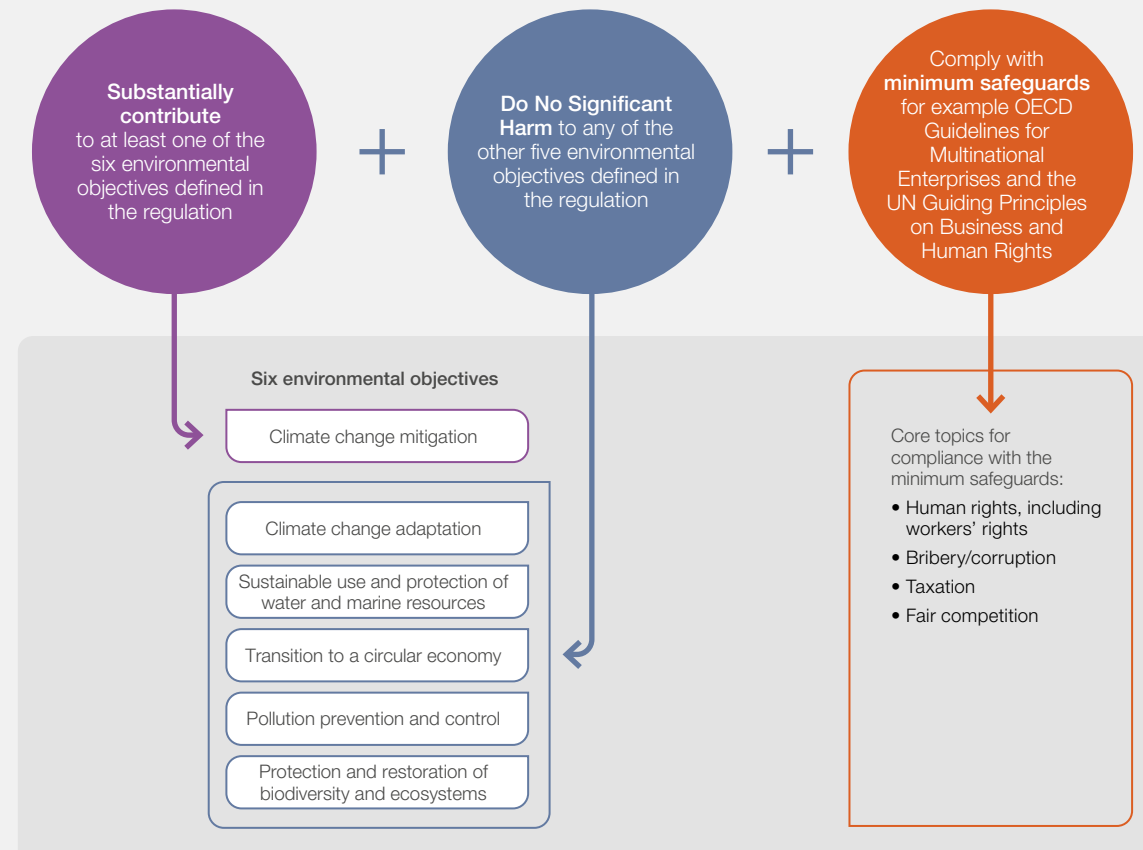 Substantially
contribute
to at least one of the
six environmental
objectives defined in
the regulation
Do No Significant
Harm to any of the
other five environmental
objectives defined in
the regulation
Comply with
minimum safeguards
for example OECD
Guidelines for
Multinational
Enterprises and the
UN Guiding Principles
on Business and
Human Rights
Six environmental objectives
Climate change mitigation
Climate change adaptation
Sustainable use and protection of
water and marine resources
Transition to a circular economy
Pollution prevention and control
Protection and restoration of
biodiversity and ecosystems
Core topics for
compliance with the
minimum safeguards:
• Human rights, including
workers’ rights
• Bribery/corruption
• Taxation
• Fair competition